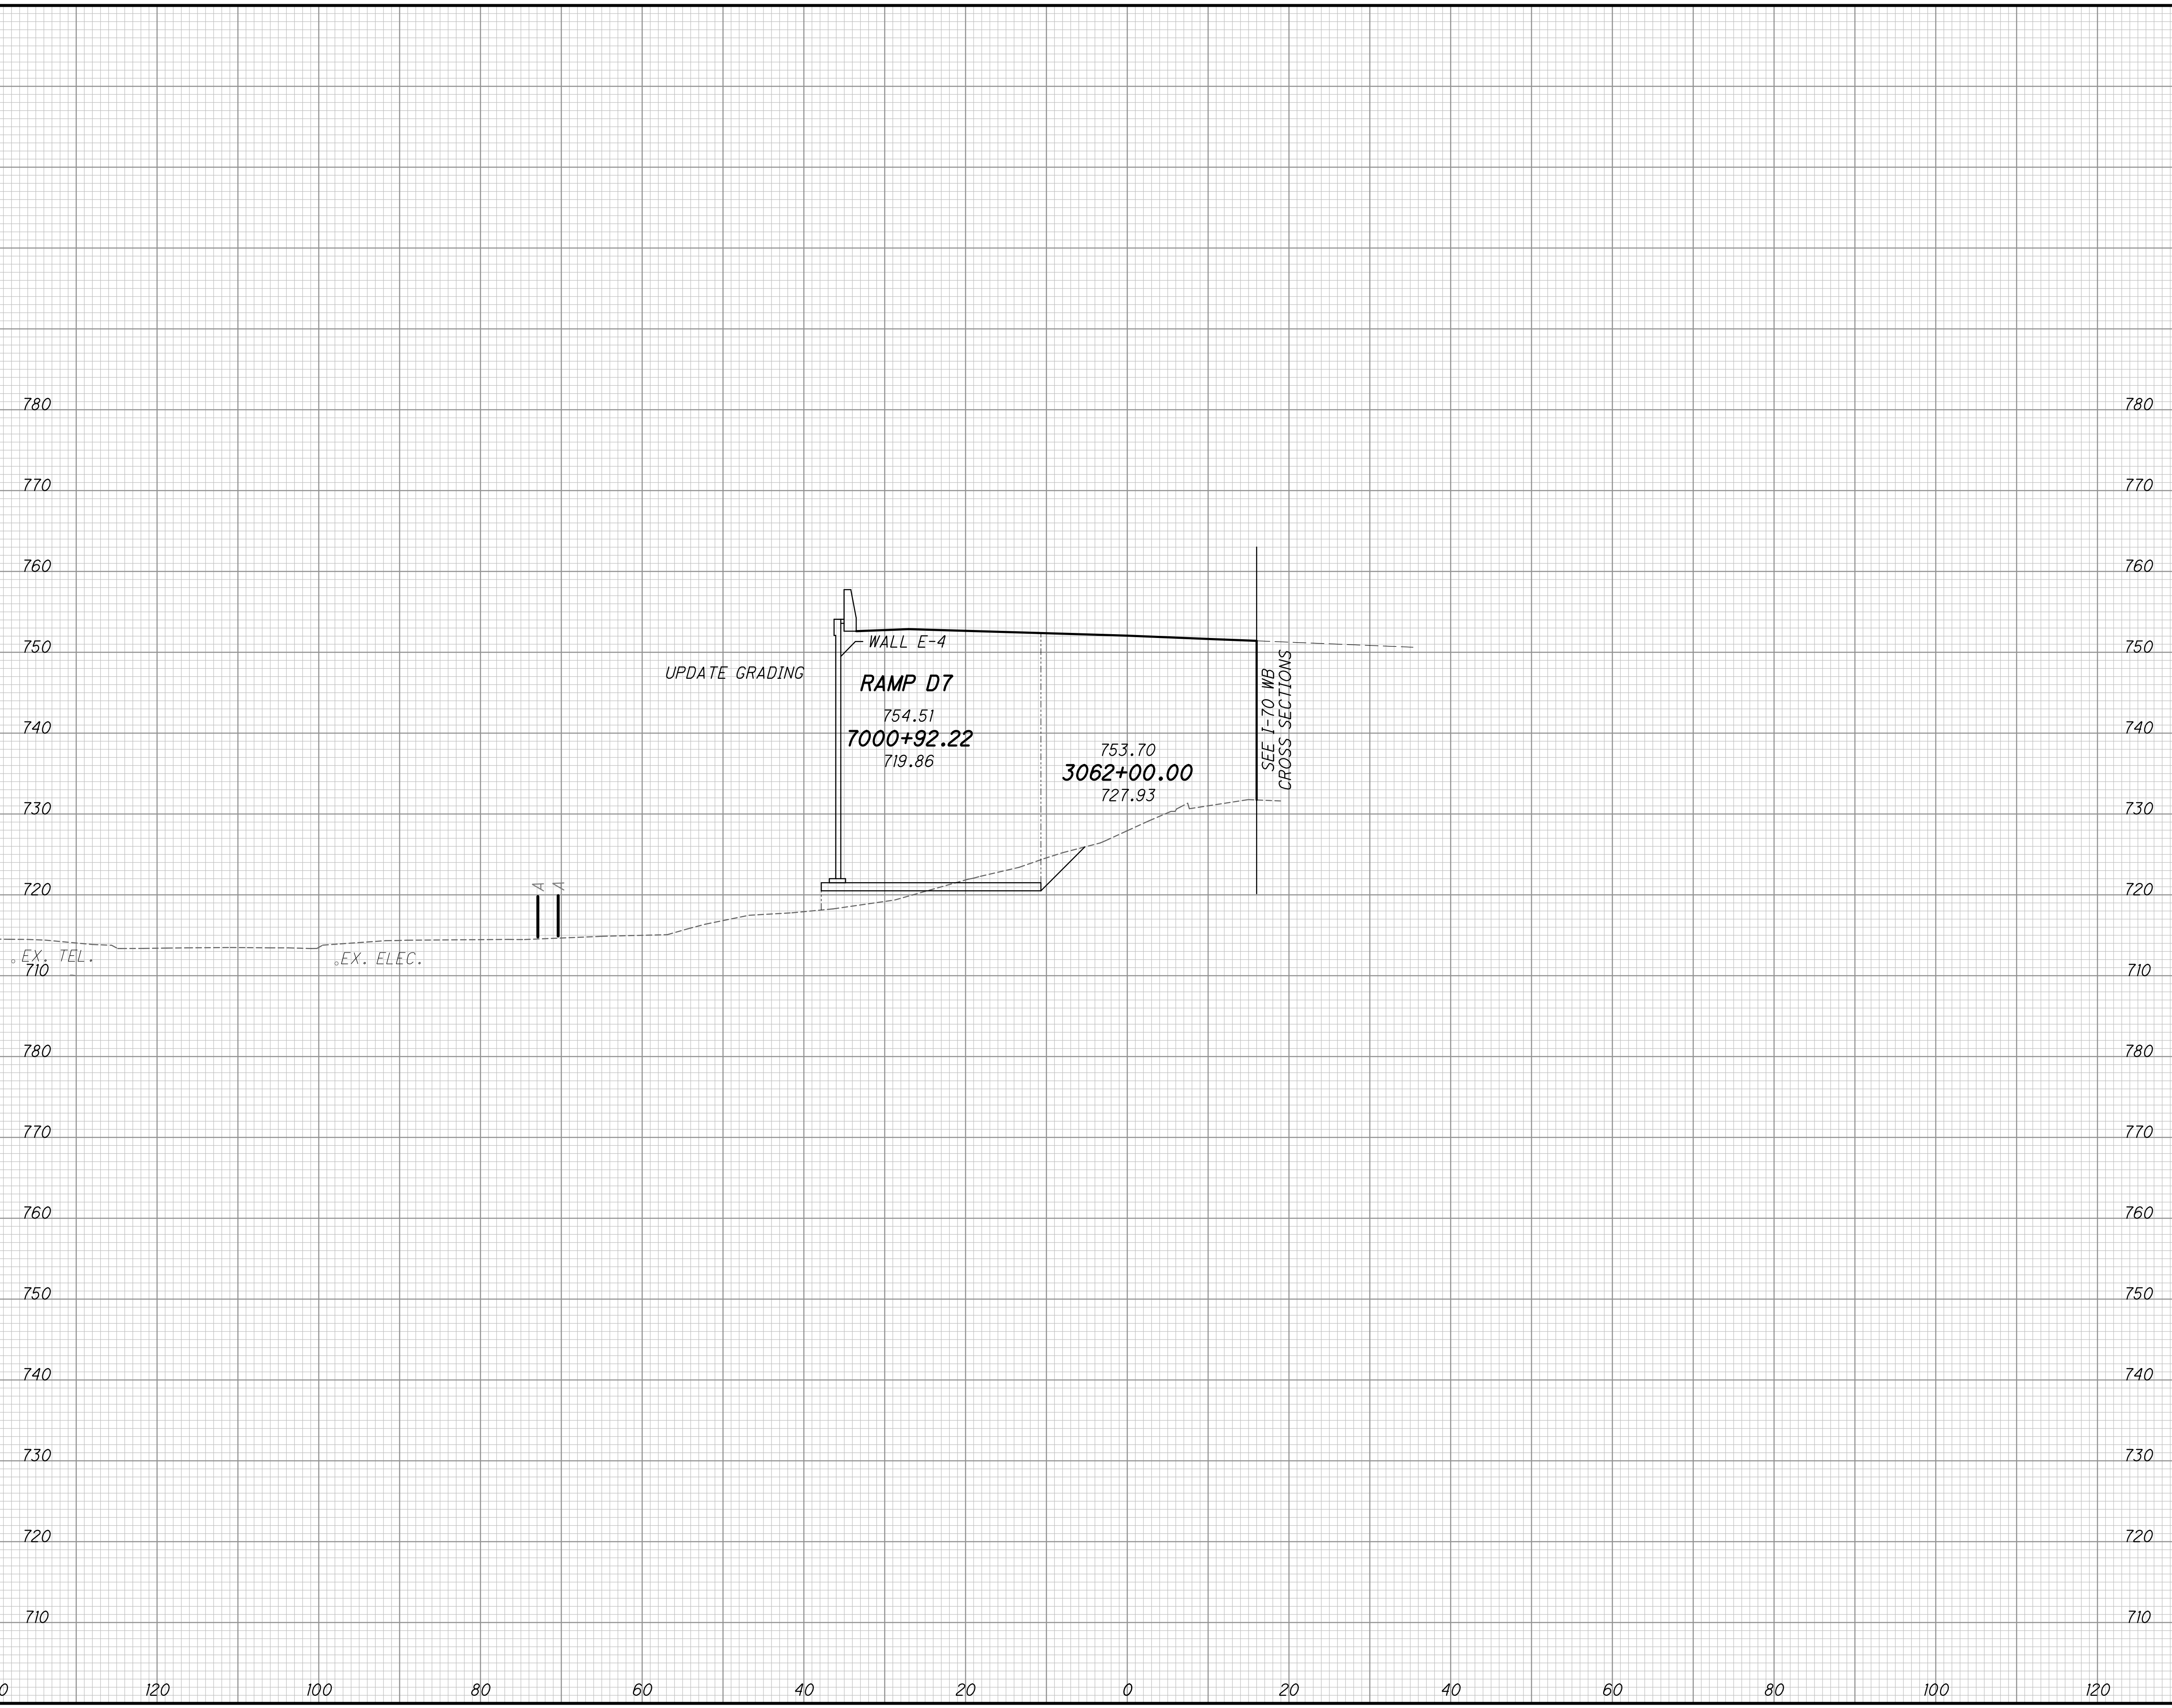 780 780
770 770
760 760
750 WALL E-4 750
UPDATE GRADING
RAMP D7
754.51
7000+92.22
719.86
753.70
3062+00.00
727.93
SEE I-70 WB
CROSS SECTIONS
740 740
730 730
720 A A 720
EX. TEL.
EX. ELEC.
710 710
780 780
770 770
760 760
750 750
740 740
730 730
720 720
710 710
0 120 100 80 60 40 20 0 20 40 60 80 100 120